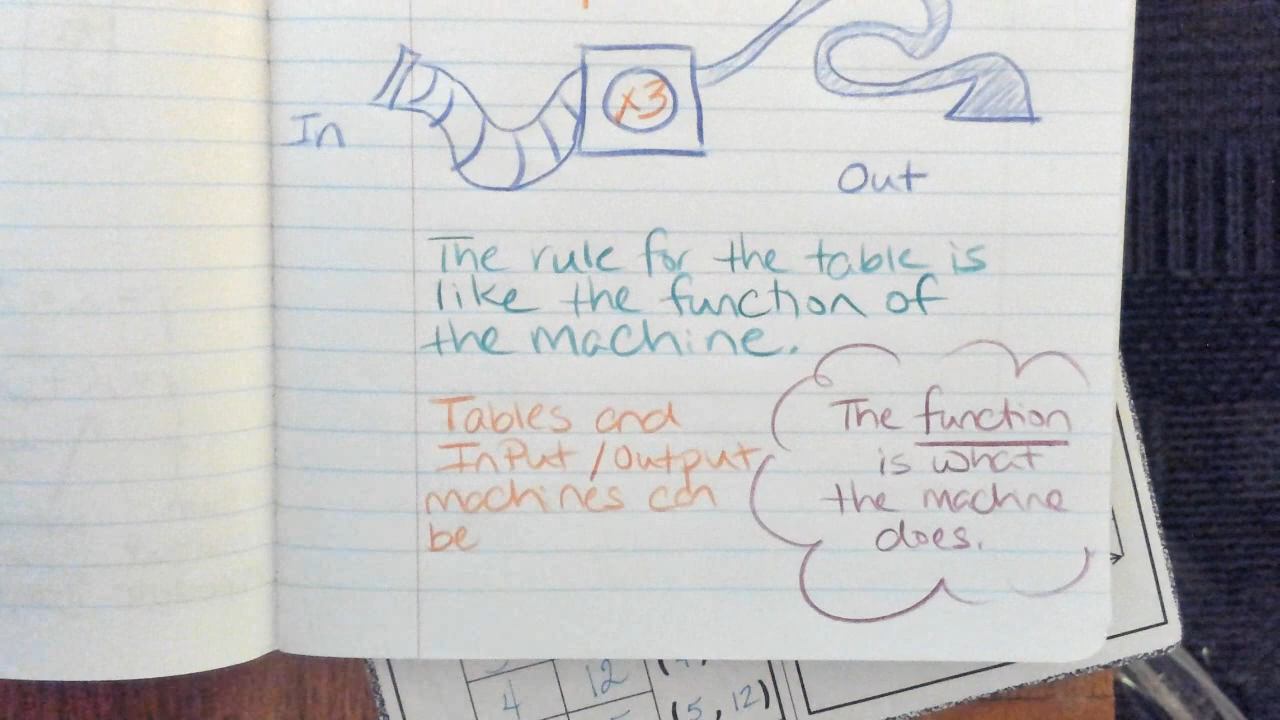 In
x3
Out
The rule for the table is
like the function of
the machine.
Tables and
InPut/Output
machines can
be
The function
is what
the machne
does.
4 12
(5, 12)